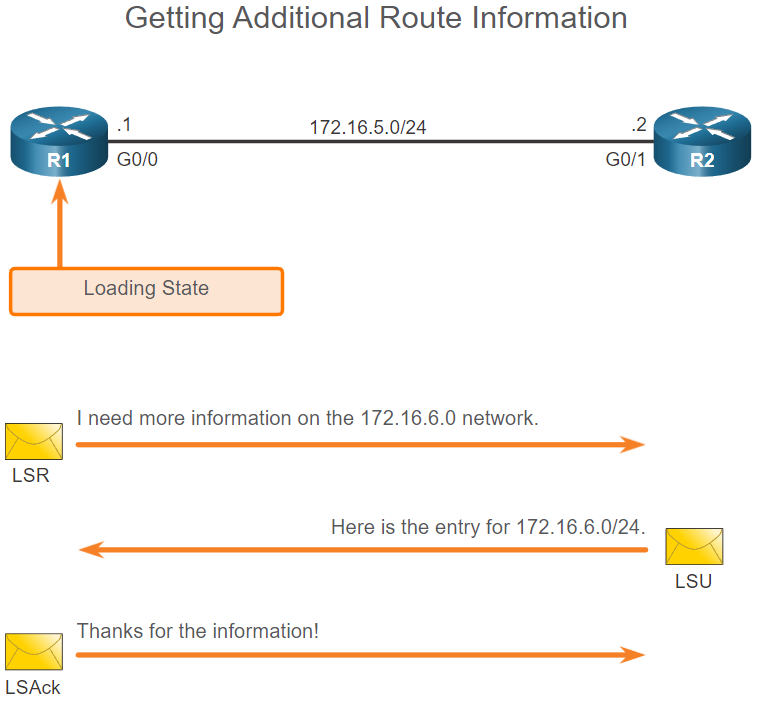 Getting Additional Route Information
.1
172.16.5.0/24
.2
R1
G0/0
G0/1
R2
Loading State
I need more information on the 172.16.6.0 network.
LSR
Here is the entry for 172.16.6.0/24.
LSU
Thanks for the information!
LSAck